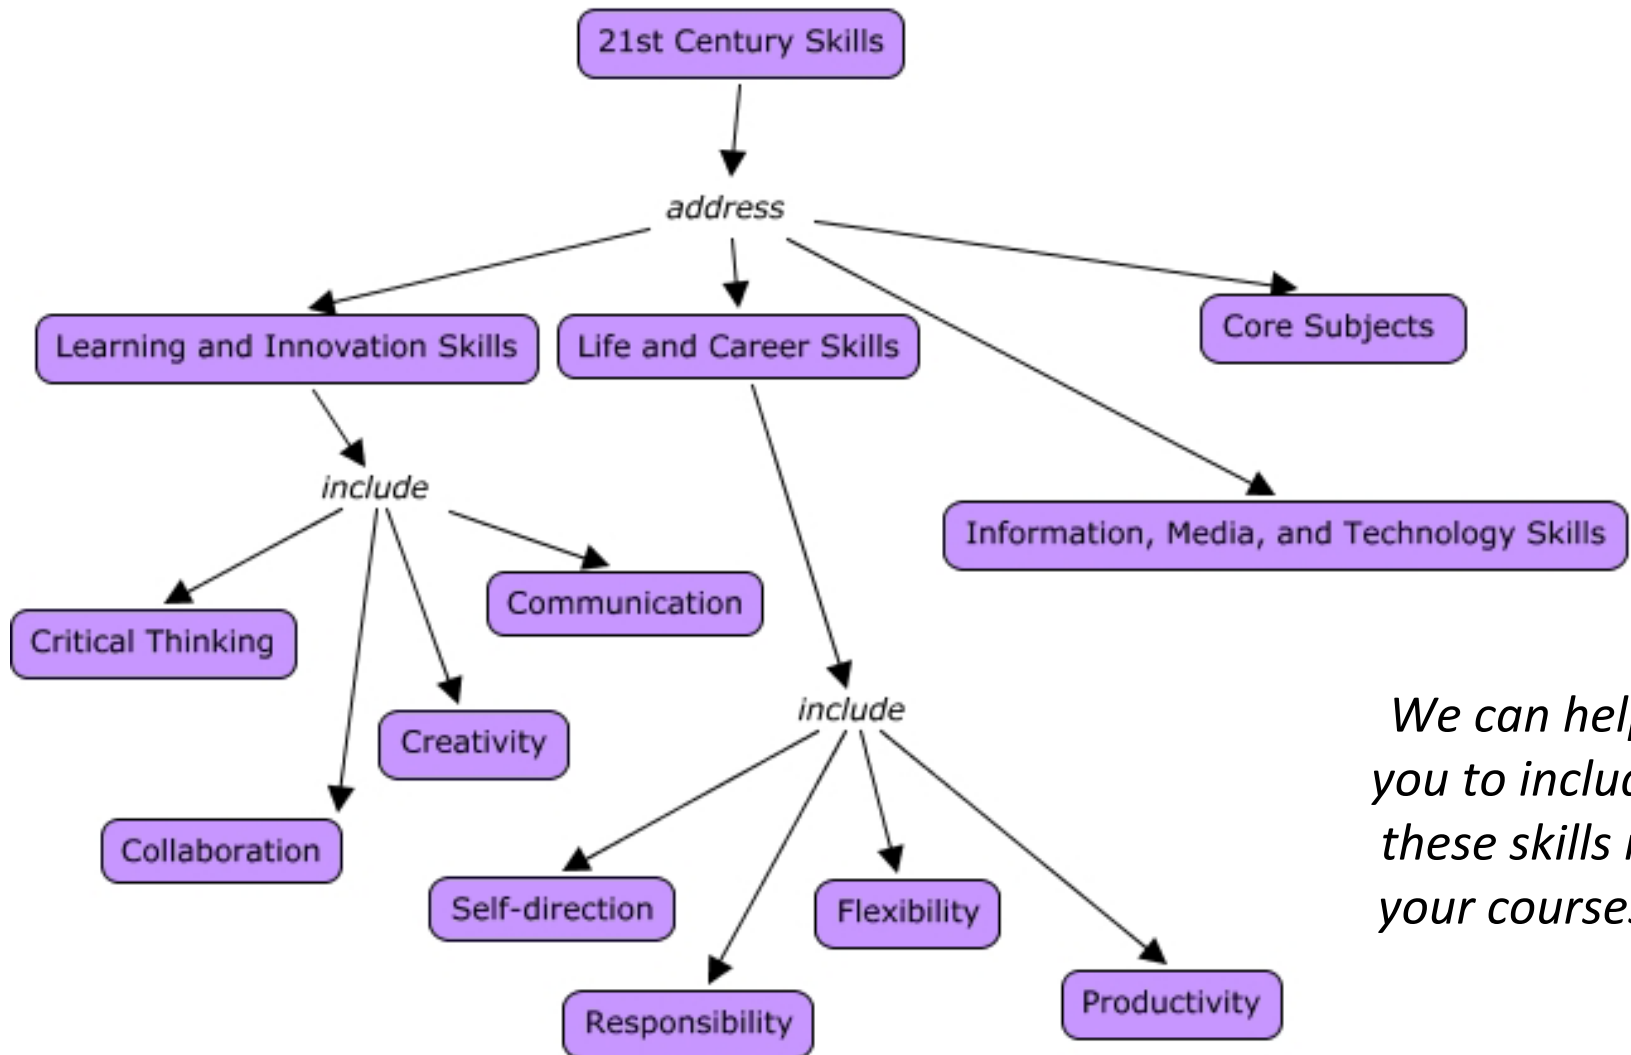 21st Century Skills
address
Learning and Innovation Skills
Life and Career Skills
Core Subjects
include
Information, Media, and Technology Skills
Communication
Critical Thinking
Creativity
Collaboration
include
Self-direction
Flexibility
Responsibility
Productivity
We can help
you to
these skills
your courses